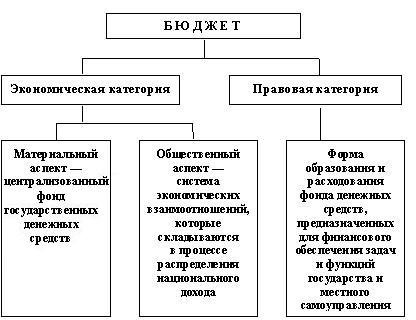 БЮДЖЕТ
Экономическая категория
Правовая категория
Материальный
аспект —
централизованный
фонд
государственных
денежных
средств
Общественный
аспект —
система
экономических
взаимоотношений,
которые
складываются
в процессе
распределения
национального
дохода
Форма
образования и
расходования
фонда денежных
средств,
предназначенных
для финансового
обеспечения задач
и функций
государства и
местного
самоуправления